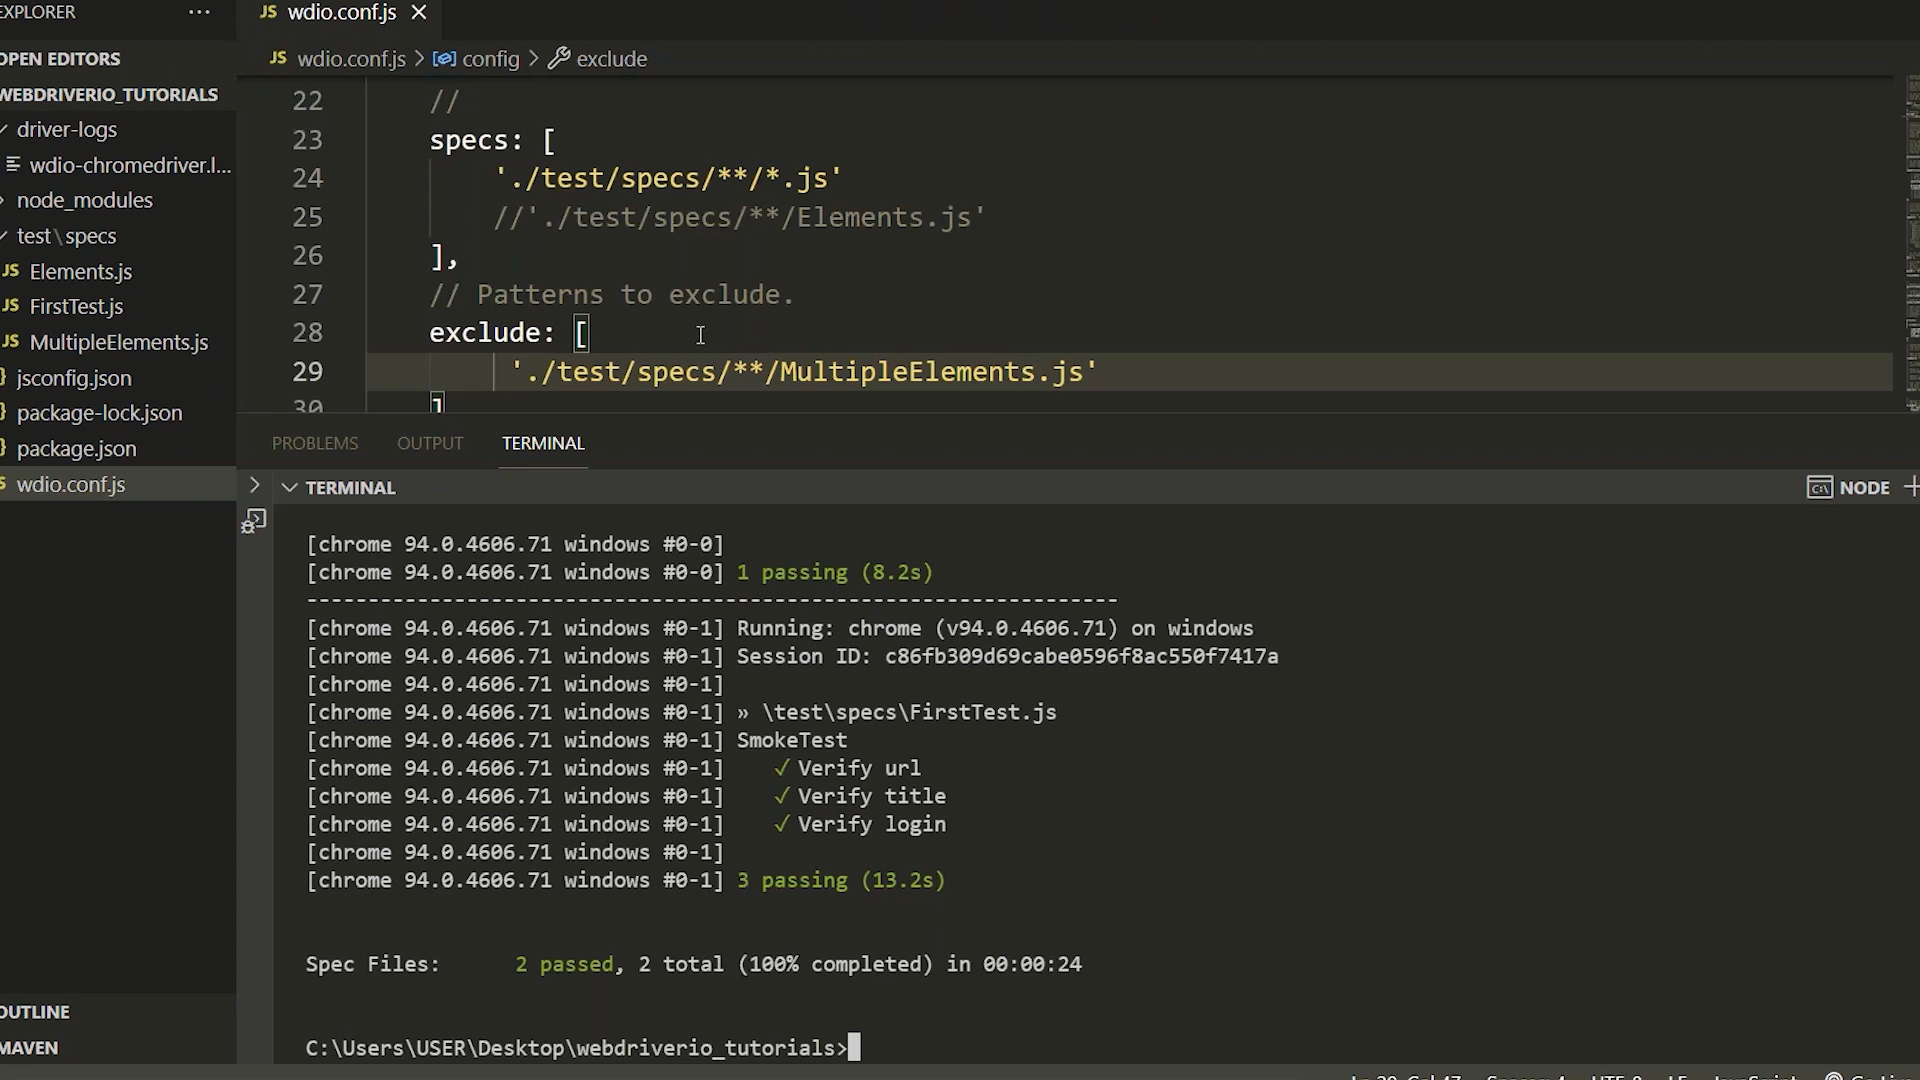 EXPLORER ...
OPEN EDITORS
WEBDRIVERIO_TUTORIALS
driver-logs
wdio-chromedriver.l...
node_modules
test\specs
JS Elements.js
JS FirstTest.js
JS MultipleElements.js
jsconfig.json
package-lock.json
package.json
wdio.conf.js
OUTLINE
MAVEN
JS wdio.conf.js
JS wdio.conf.js > config > exclude
22 //
23 specs: [
24 './test/specs/**/*.js'
25 //'./test/specs/**/Elements.js'
26 ],
27 // Patterns to exclude.
28 exclude: [
29 './test/specs/**/MultipleElements.js'
30 ]
PROBLEMS OUTPUT TERMINAL
TERMINAL NODE
[chrome 94.0.4606.71 windows #0-0]
[chrome 94.0.4606.71 windows #0-0] 1 passing (8.2s)
------------------------------------------------------------------
[chrome 94.0.4606.71 windows #0-1] Running: chrome (v94.0.4606.71) on windows
[chrome 94.0.4606.71 windows #0-1] Session ID: c86fb309d69cabe0596f8ac550f7417a
[chrome 94.0.4606.71 windows #0-1]
[chrome 94.0.4606.71 windows #0-1] » \test\specs\FirstTest.js
[chrome 94.0.4606.71 windows #0-1] SmokeTest
[chrome 94.0.4606.71 windows #0-1] ✓ Verify url
[chrome 94.0.4606.71 windows #0-1] ✓ Verify title
[chrome 94.0.4606.71 windows #0-1] ✓ Verify login
[chrome 94.0.4606.71 windows #0-1]
[chrome 94.0.4606.71 windows #0-1] 3 passing (13.2s)
Spec Files: 2 passed, 2 total (100% completed) in 00:00:24
C:\Users\USER\Desktop\webdriverio_tutorials>